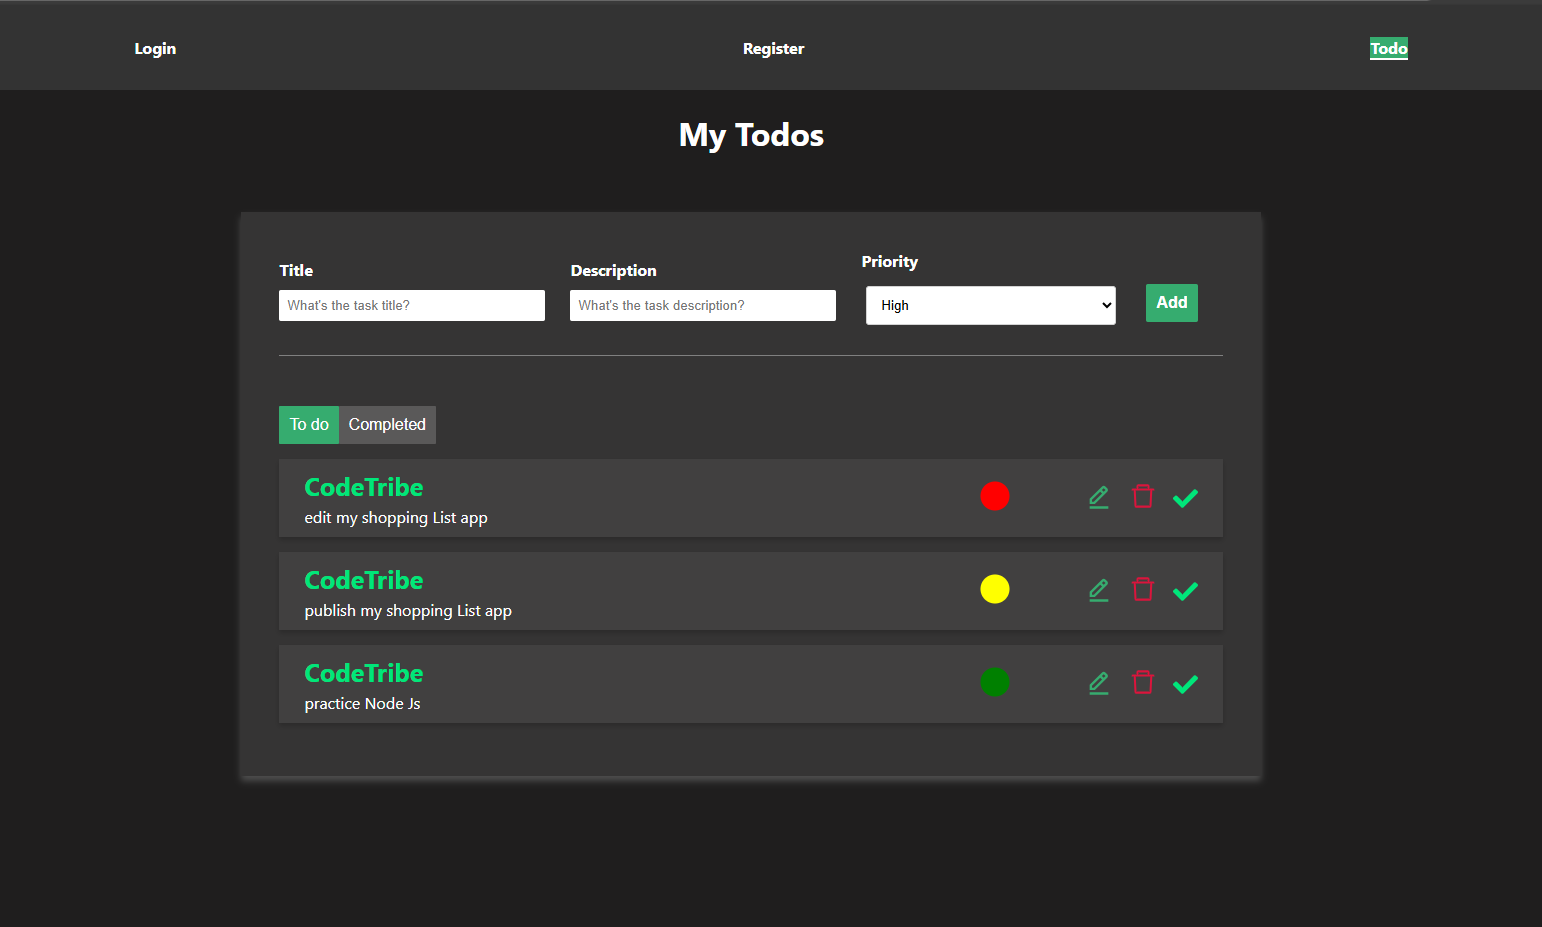 Login Register Todo
My Todos
Title Description Priority
What's the task title? What's the task description? High Add
To do Completed
CodeTribe
edit my shopping List app
CodeTribe
publish my shopping List app
CodeTribe
practice Node Js